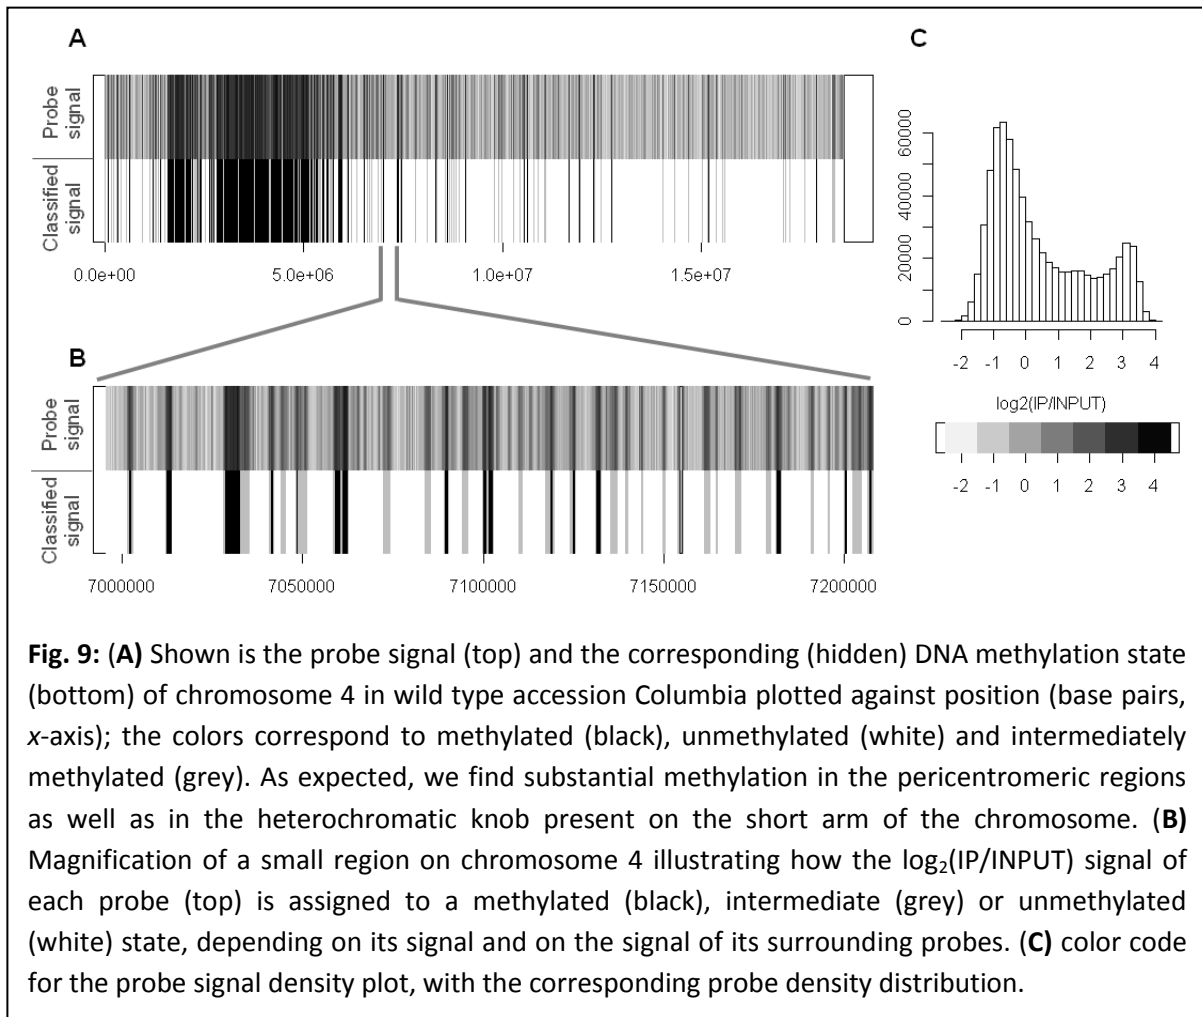 A
C
Probe
signal
Classified
signal
0.0e+00 5.0e+06 1.0e+07 1.5e+07
B
Probe
signal
Classified
signal
7000000 7050000 7100000 7150000 7200000
60000
40000
20000
0
-2 -1 0 1 2 3 4
log2(IP/INPUT)
-2 -1 0 1 2 3 4
Fig. 9: (A) Shown is the probe signal (top) and the corresponding (hidden) DNA methylation state
(bottom) of chromosome 4 in wild type accession Columbia plotted against position (base pairs,
x-axis); the colors correspond to methylated (black), unmethylated (white) and intermediately
methylated (grey). As expected, we find substantial methylation in the pericentromeric regions
as well as in the heterochromatic knob present on the short arm of the chromosome. (B)
Magnification of a small region on chromosome 4 illustrating how the log₂(IP/INPUT) signal of
each probe (top) is assigned to a methylated (black), intermediate (grey) or unmethylated
(white) state, depending on its signal and on the signal of its surrounding probes. (C) color code
for the probe signal density plot, with the corresponding probe density distribution.